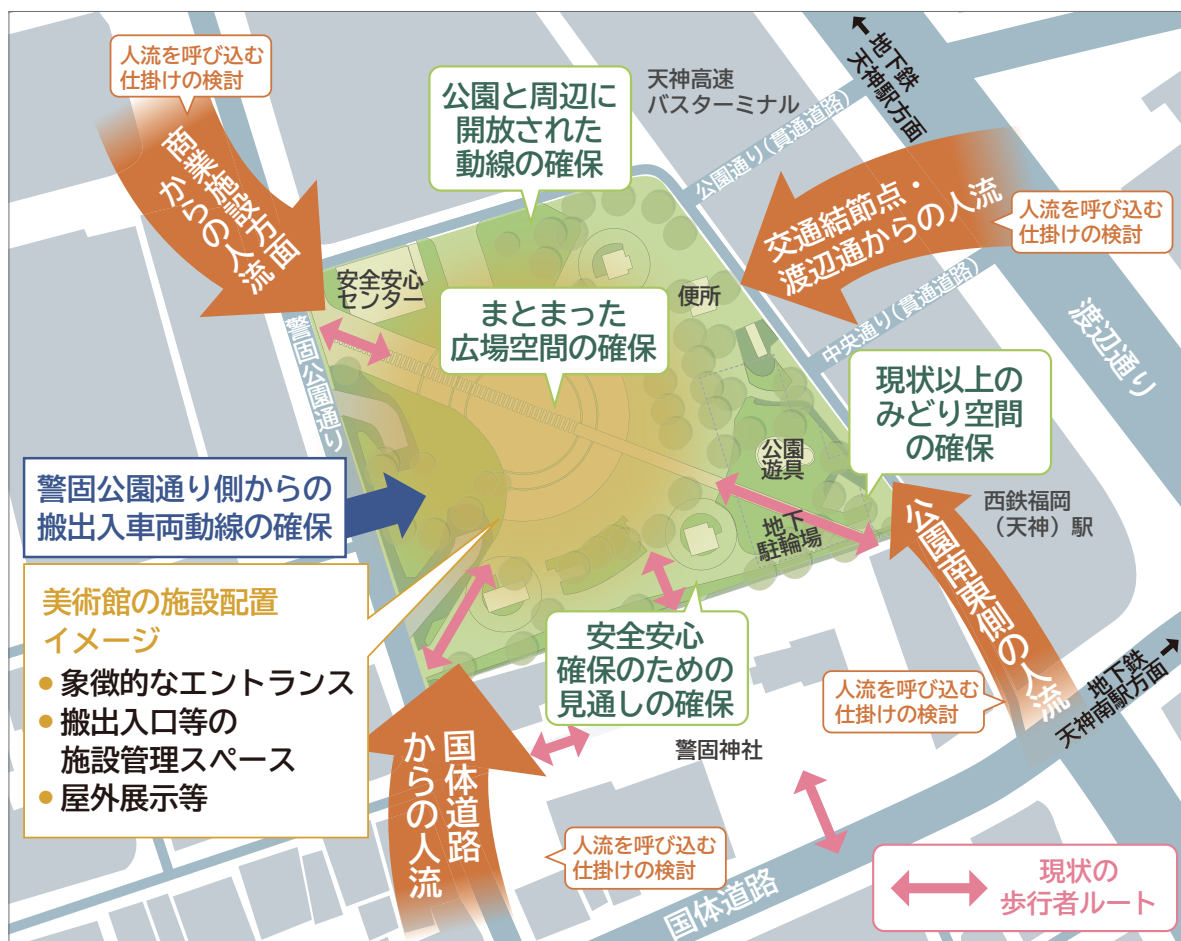 人流を呼び込む
仕掛けの検討
商業施設方面
からの人流
公園と周辺に
開放された
動線の確保
天神高速
バスターミナル
↑地下鉄
天神駅方面
公園通り(貫通道路)
交通結節点・
渡辺通からの人流
人流を呼び込む
仕掛けの検討
安全安心
センター
便所
まとまった
広場空間の確保
中央通り(貫通道路)
渡辺通り
警固公園通り
現状以上の
みどり空間
の確保
公園
遊具
警固公園通り側からの
搬出入車両動線の確保
地下
駐輪場
西鉄福岡
（天神）駅
公園南東側の人流
美術館の施設配置
イメージ
● 象徴的なエントランス
● 搬出入口等の
施設管理スペース
● 屋外展示等
安全安心
確保のための
見通しの確保
人流を呼び込む
仕掛けの検討
地下鉄→
天神南駅方面
国体道路
からの人流
警固神社
人流を呼び込む
仕掛けの検討
国体道路
現状の
歩行者ルート